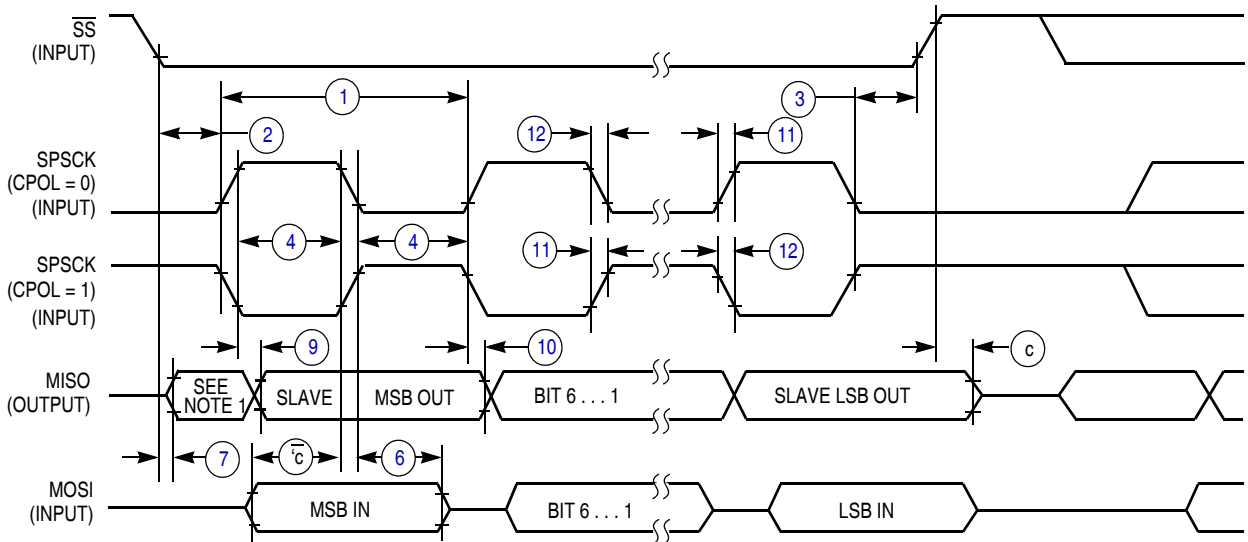 SS
(INPUT)
1
3
2
12
11
SPSCK
(CPOL = 0)
(INPUT)
4
4
SPSCK
(CPOL = 1)
(INPUT)
11
12
9
10
c
MISO
(OUTPUT)
SEE
NOTE 1
SLAVE
MSB OUT
BIT 6 . . . 1
SLAVE LSB OUT
7
c
6
MOSI
(INPUT)
MSB IN
BIT 6 . . . 1
LSB IN